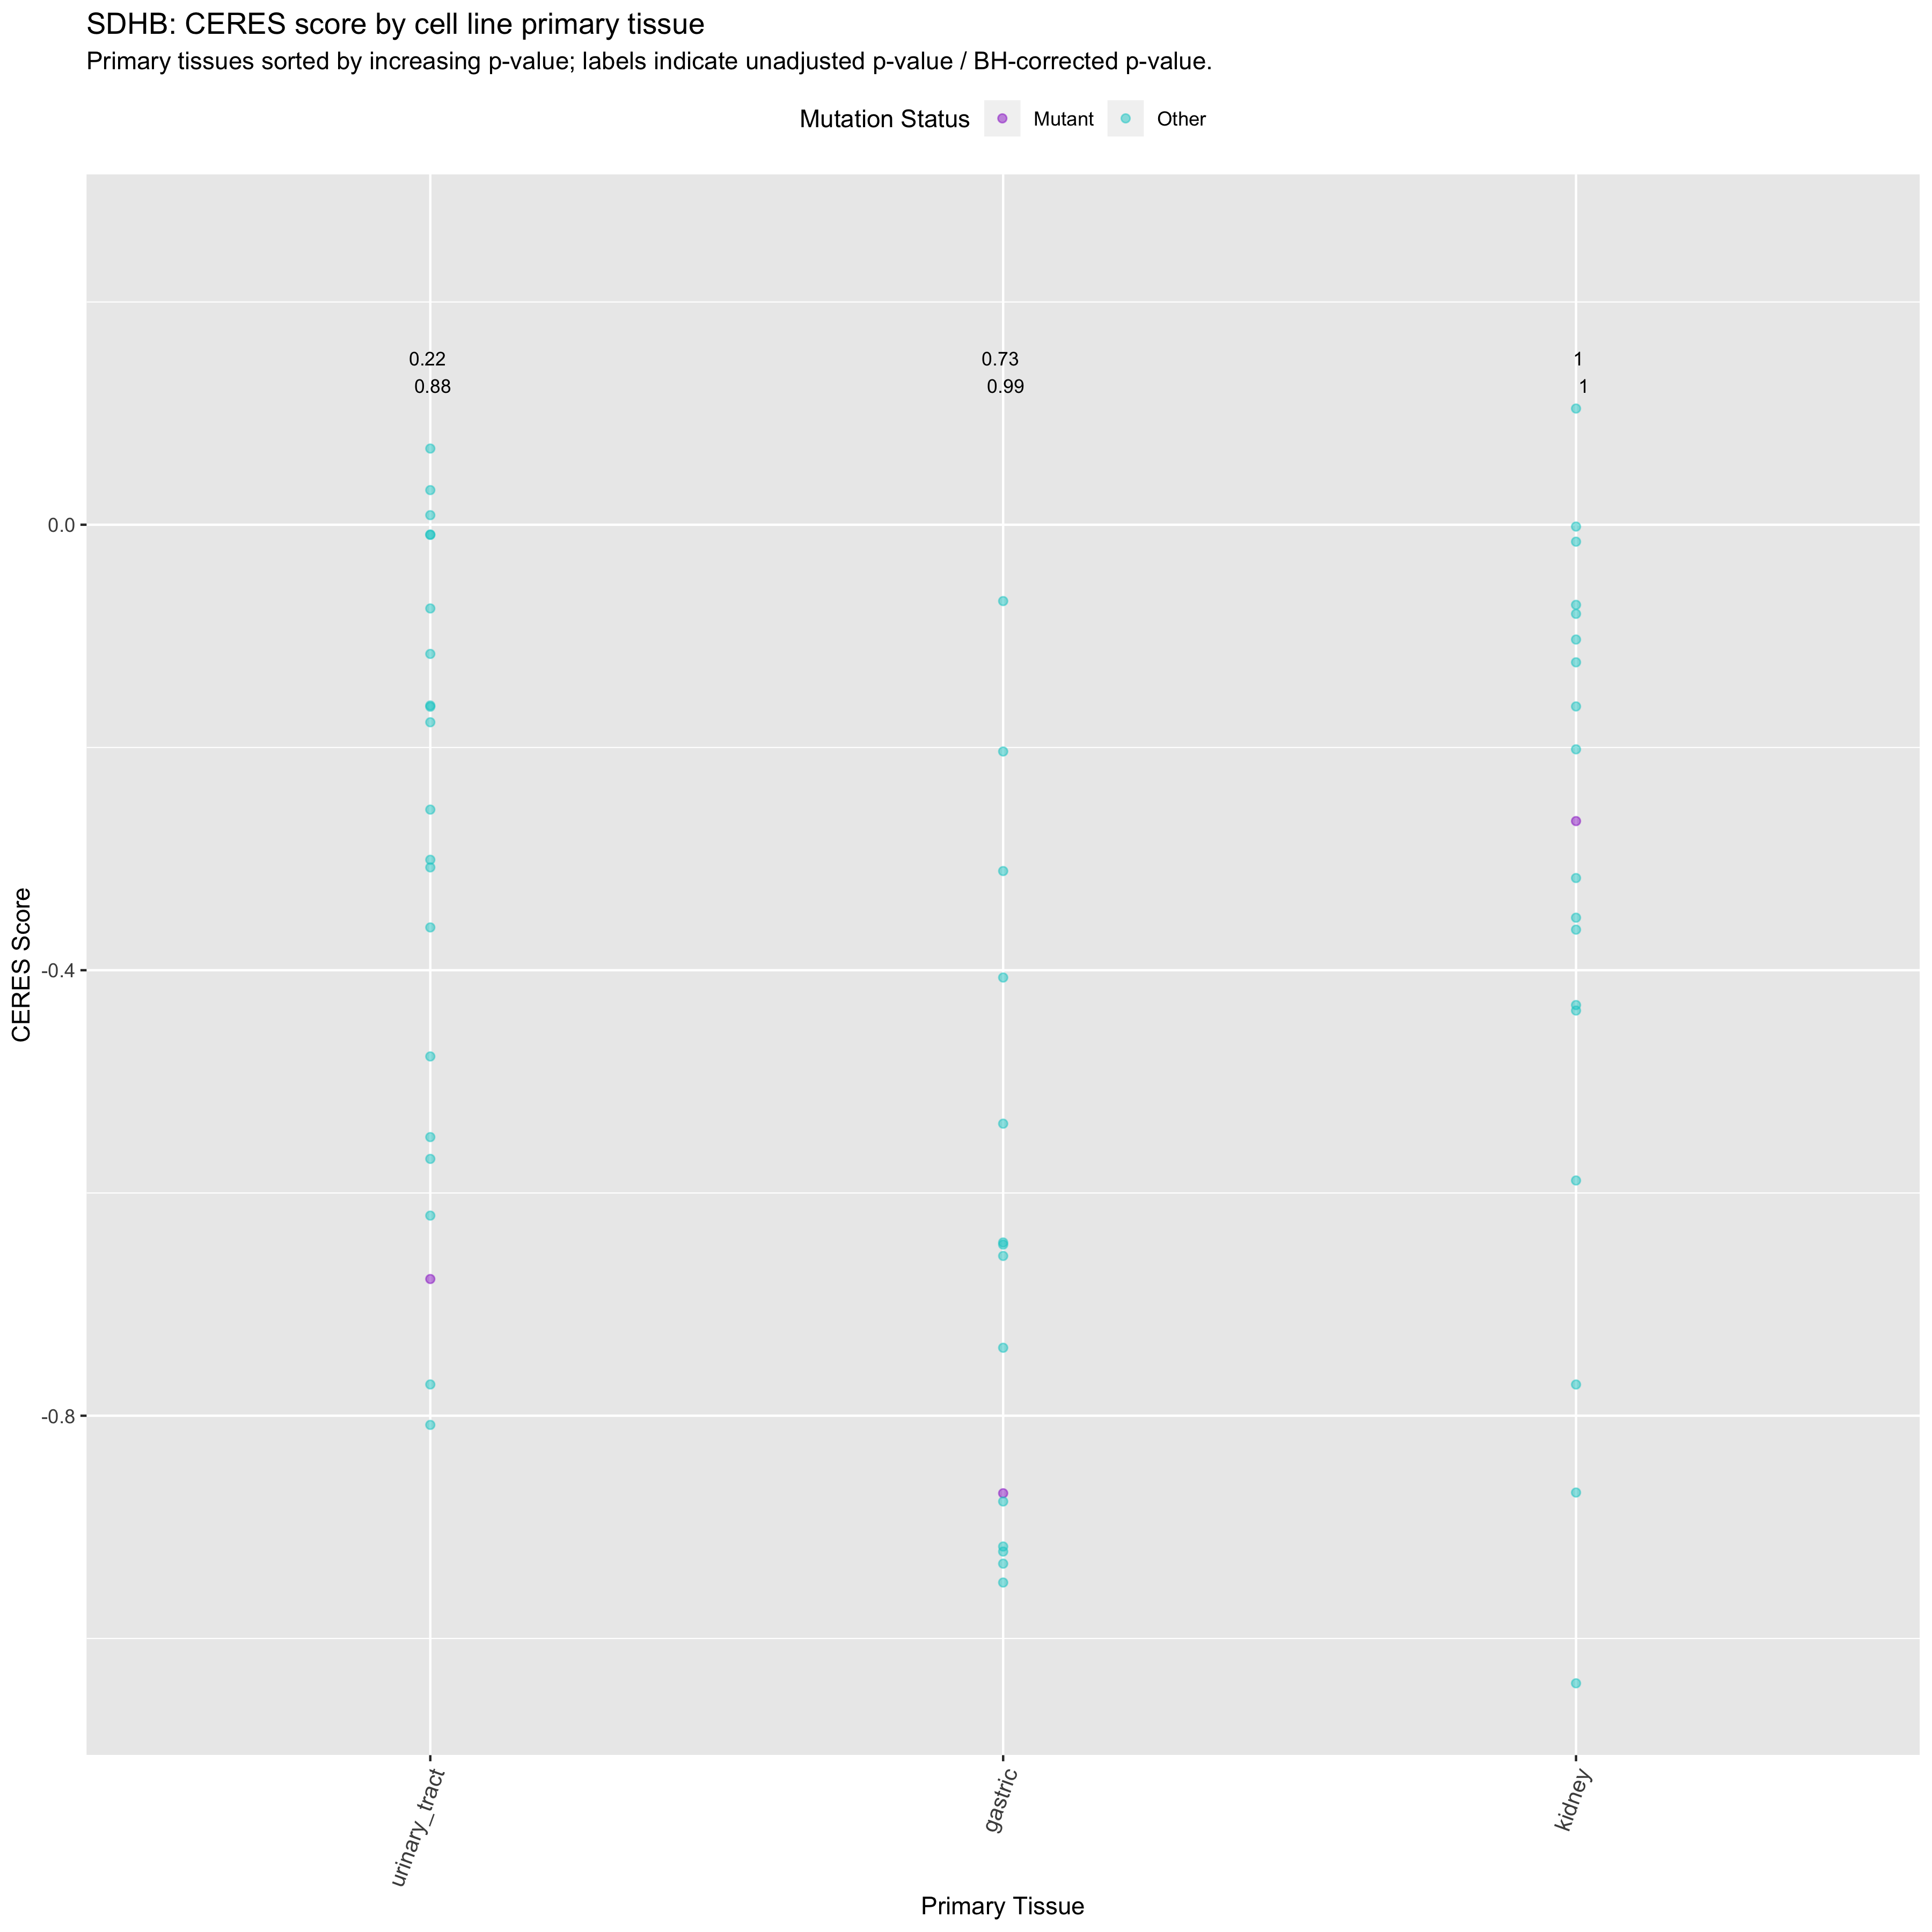 SDHB: CERES score by cell line primary tissue
Primary tissues sorted by increasing p-value; labels indicate unadjusted p-value / BH-corrected p-value.
Mutation Status Mutant Other
0.22 0.73 1
0.88 0.99 1
0.0
-0.4
-0.8
CERES Score
urinary_tract gastric kidney
Primary Tissue